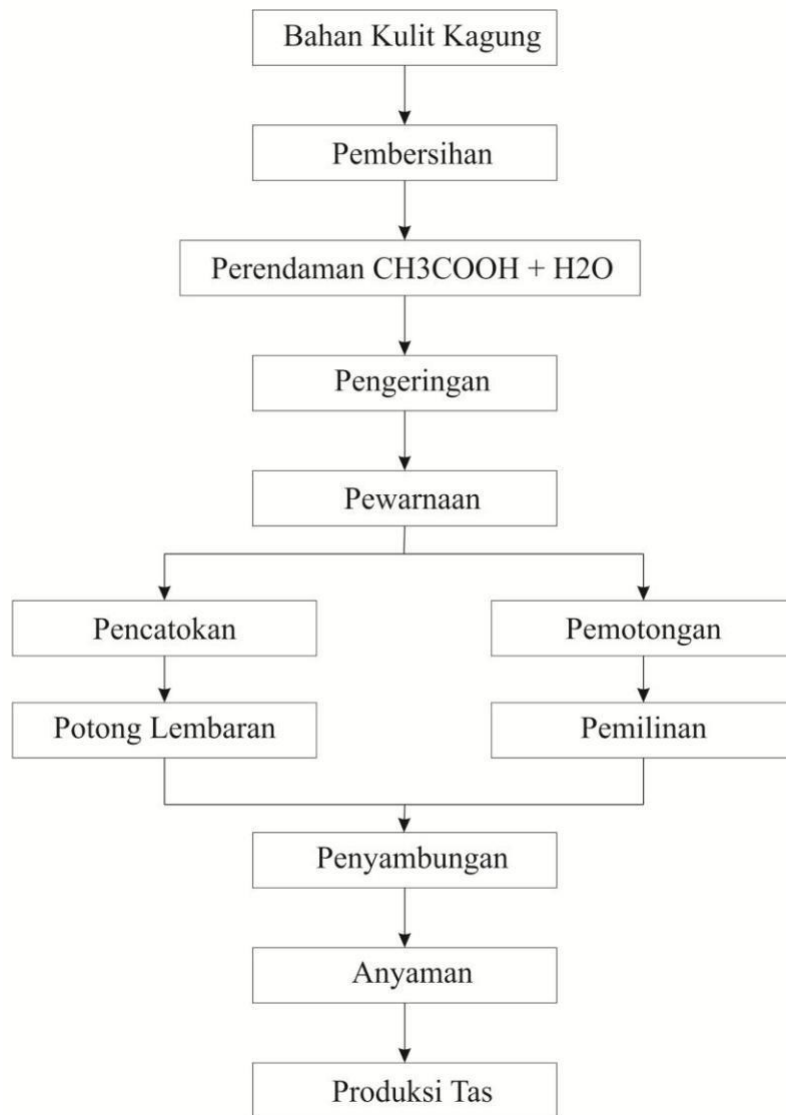 Bahan Kulit Kagung
Pembersihan
Perendaman CH3COOH + H2O
Pengeringan
Pewarnaan
Pencatokan
Pemotongan
Potong Lembaran
Pemilinan
Penyambungan
Anyaman
Produksi Tas